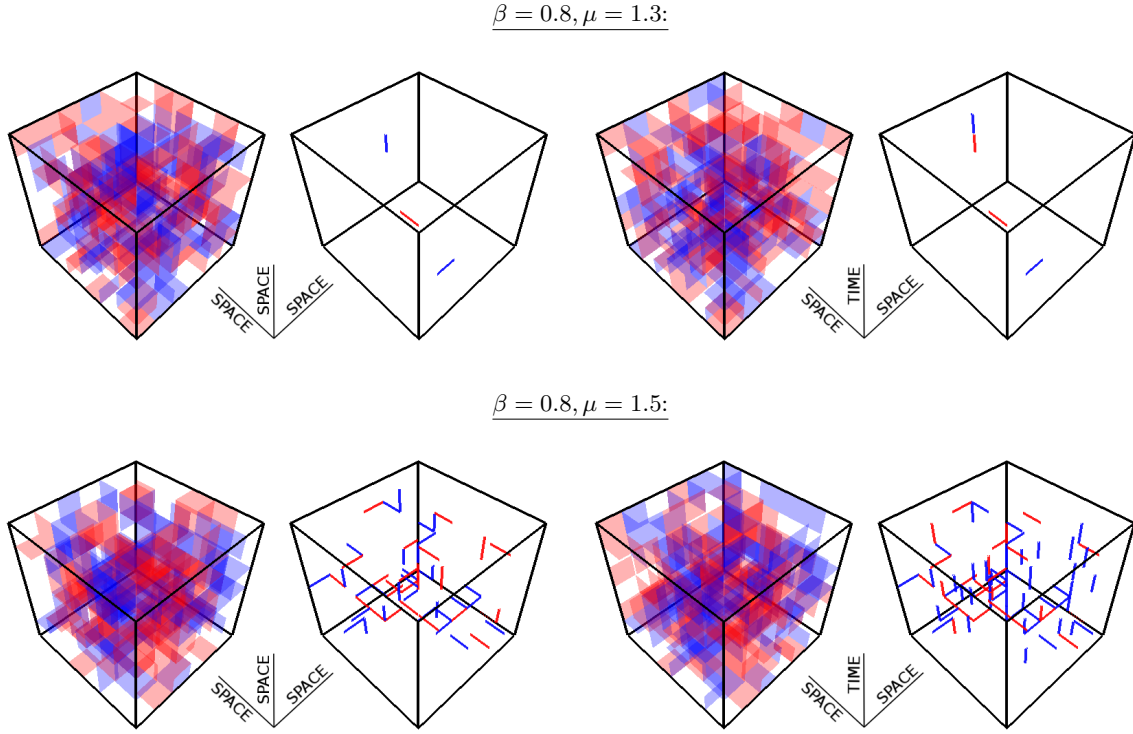 β = 0.8, μ = 1.3:
SPACE SPACE SPACE
SPACE TIME SPACE
β = 0.8, μ = 1.5:
SPACE SPACE SPACE
SPACE TIME SPACE